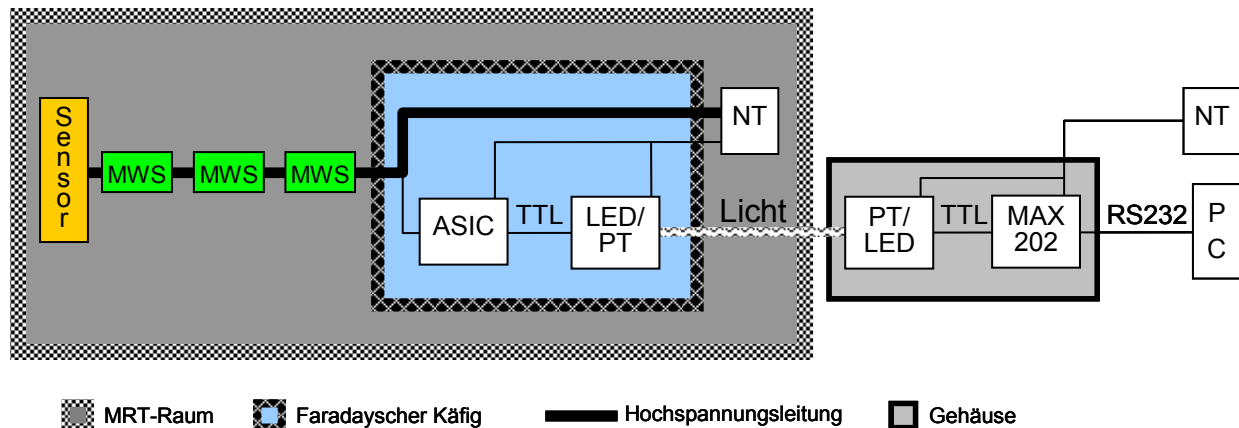 Sensor
MWS
MWS
MWS
NT
ASIC
TTL
LED/
PT
Licht
PT/
LED
TTL
MAX
202
RS232
NT
P
C
MRT-Raum
Faradayscher Käfig
Hochspannungsleitung
Gehäuse